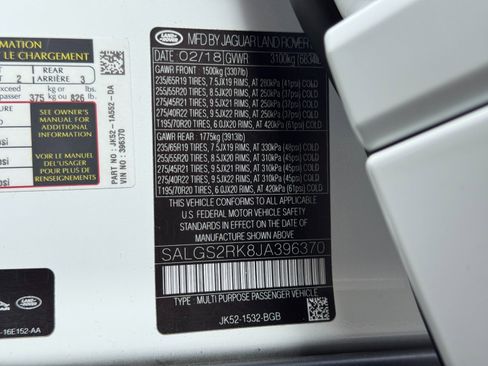 FORMATION
LE CHARGEMENT
2
REAR
ARRIÈRE
3
exceed
375 kg ou 826 lb.
SEE OWNER'S
MANUAL FOR
ADDITIONAL
INFORMATION
VOIR LE MANUEL
DE L'USAGER
POUR PLUS DE
RENSEIGNEMENTS
psi
psi
PART NO: JK52-1A552-DA
VIN NO: 396370
-16E152-AA
LAND ROVER
MFD BY JAGUAR LAND ROVER
DATE 02/18 GVWR 3100kg
GAWR FRONT 1500kg (3307lb)
235/65R19 TIRES, 7.5JX19 RIMS, AT 280kPa (41psi) COLD
255/55R20 TIRES, 8.5JX20 RIMS, AT 250kPa (37psi) COLD
275/45R21 TIRES, 9.5JX21 RIMS, AT 250kPa (37psi) COLD
275/40R22 TIRES, 9.5JX22 RIMS, AT 250kPa (37psi) COLD
T195/70R20 TIRES, 6.0JX20 RIMS, AT 420kPa (61psi) COLD
GAWR REAR: 1775kg (3913lb)
235/65R19 TIRES, 7.5JX19 RIMS, AT 330kPa (48psi) COLD
255/55R20 TIRES, 8.5JX20 RIMS, AT 310kPa (45psi) COLD
275/45R21 TIRES, 9.5JX21 RIMS, AT 310kPa (45psi) COLD
275/40R22 TIRES, 9.5JX22 RIMS, AT 310kPa (45psi) COLD
T195/70R20 TIRES, 6.0JX20 RIMS, AT 420kPa (61psi) COLD
THIS VEHICLE CONFORMS TO ALL APPLICABLE
U.S. FEDERAL MOTOR VEHICLE SAFETY
STANDARDS IN EFFECT ON THE DATE OF
MANUFACTURE SHOWN ABOVE.
SALGS2RK8JA396370
TYPE: MULTI PURPOSE PASSENGER VEHICLE
JK52-1532-BGB